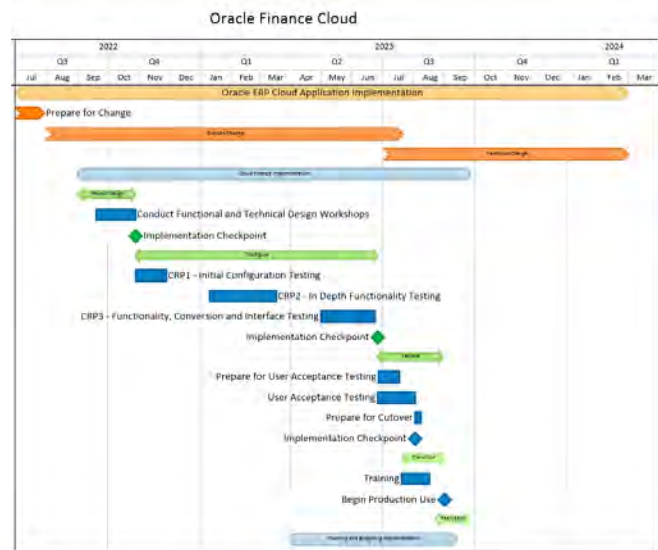 Oracle Finance Cloud
2022 2023 2024
Q3 Q4 Q1 Q2 Q3 Q4 Q1
Jul Aug Sep Oct Nov Dec Jan Feb Mar Apr May Jun Jul Aug Sep Oct Nov Dec Jan Feb Mar
Oracle ERP Cloud Application Implementation
Prepare for Change
Conduct Functional and Technical Design Workshops
Implementation Checkpoint
CRP1 - Initial Configuration Testing
CRP2 - In Depth Functionality Testing
CRP3 - Functionality, Conversion and Interface Testing
Implementation Checkpoint
Prepare for User Acceptance Testing
User Acceptance Testing
Prepare for Cutover
Implementation Checkpoint
Training
Begin Production Use